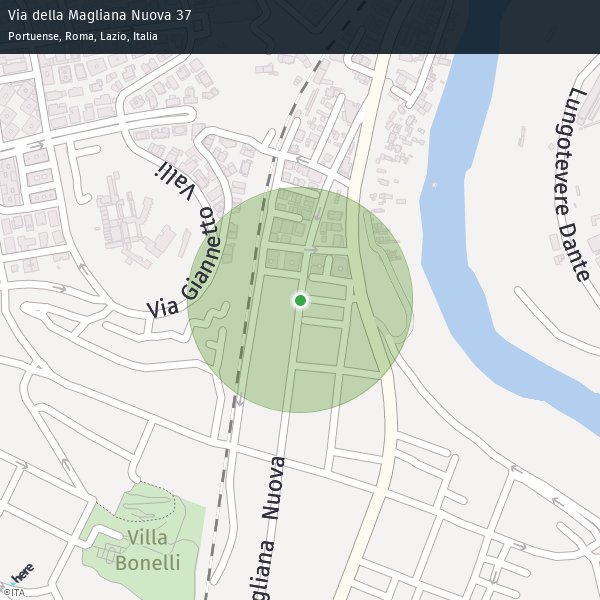 Via della Magliana Nuova 37
Portuense, Roma, Lazio, Italia
Lungotevere Dante
Via Giannetto Valli
gliana Nuova
Villa
Bonelli
here
©ITA